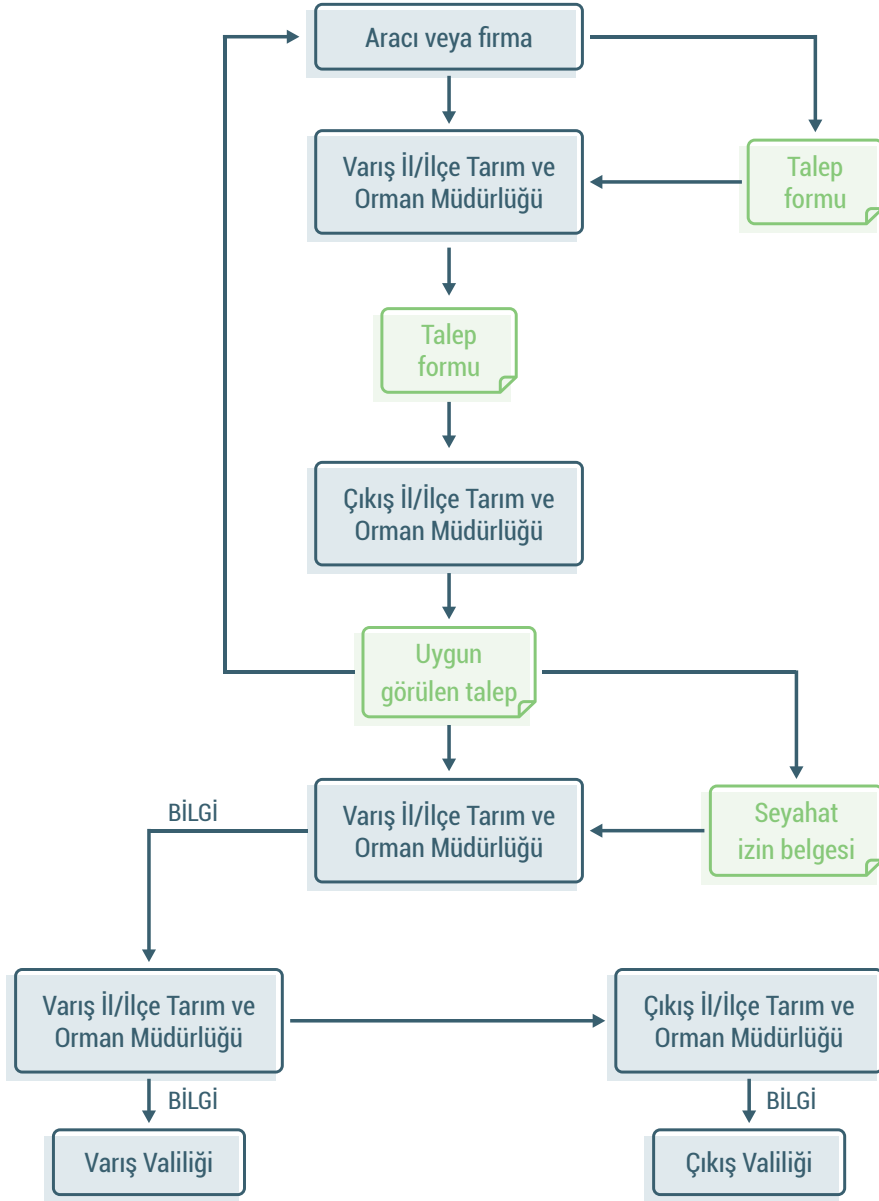 Aracı veya firma
Varış İl/İlçe Tarım ve
Orman Müdürlüğü
Talep
formu
Talep
formu
Çıkış İl/İlçe Tarım ve
Orman Müdürlüğü
Uygun
görülen talep
BİLGİ
Varış İl/İlçe Tarım ve
Orman Müdürlüğü
Seyahat
izin belgesi
Varış İl/İlçe Tarım ve
Orman Müdürlüğü
Çıkış İl/İlçe Tarım ve
Orman Müdürlüğü
BİLGİ
BİLGİ
Varış Valiliği
Çıkış Valiliği